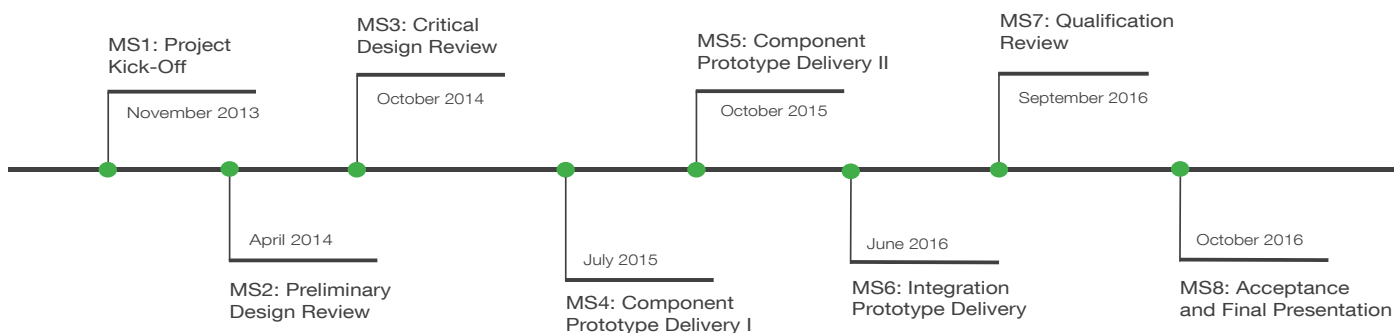 MS1: Project
Kick-Off
November 2013
April 2014
MS2: Preliminary
Design Review
MS3: Critical
Design Review
October 2014
July 2015
MS4: Component
Prototype Delivery I
MS5: Component
Prototype Delivery II
October 2015
June 2016
MS6: Integration
Prototype Delivery
MS7: Qualification
Review
September 2016
October 2016
MS8: Acceptance
and Final Presentation